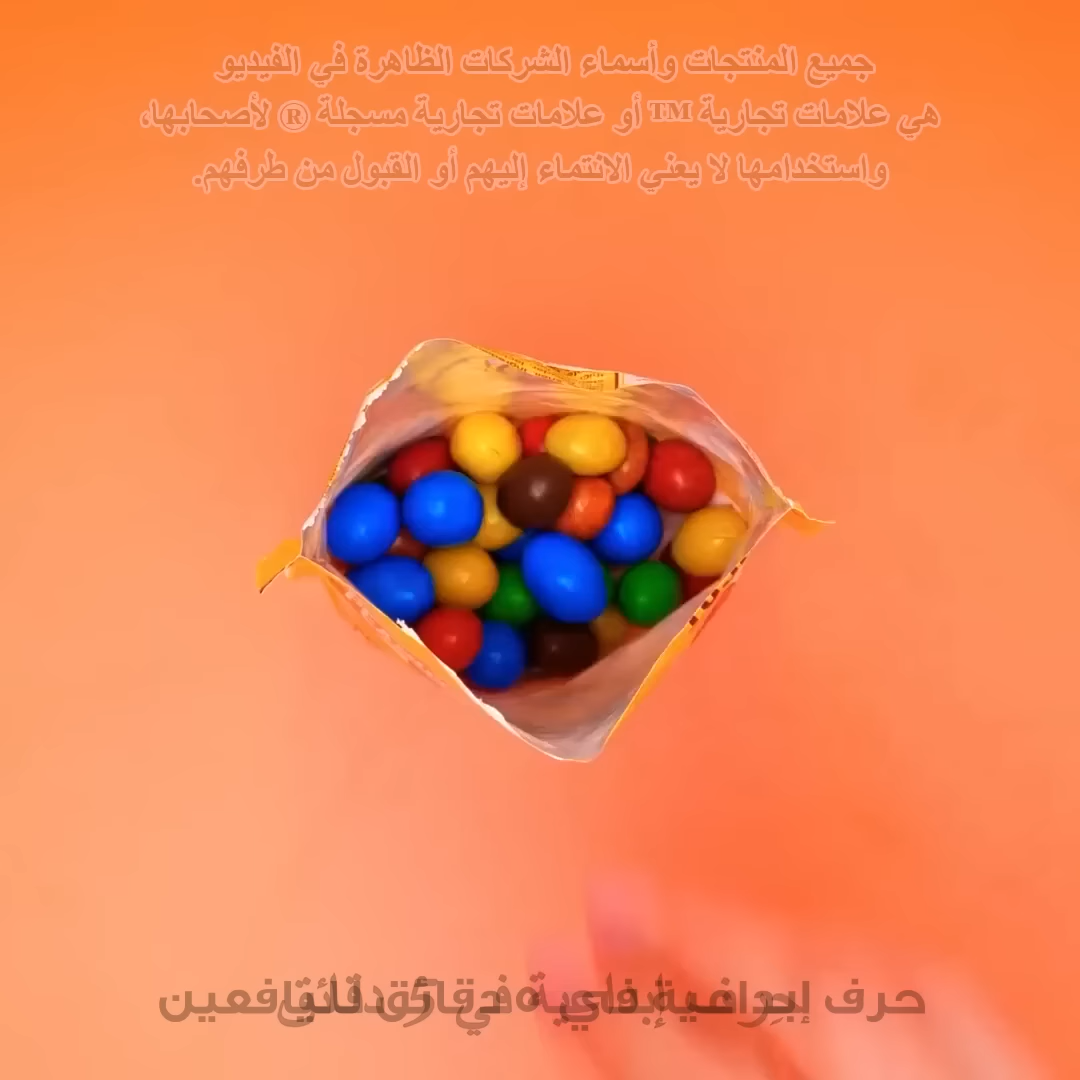 جميع المنتجات وأسماء الشركات الظاهرة في الفيديو
هي علامات تجارية TM أو علامات تجارية مسجلة ® لأصحابها،
واستخدامها لا يعني الانتماء إليهم أو القبول من طرفهم.
حرف